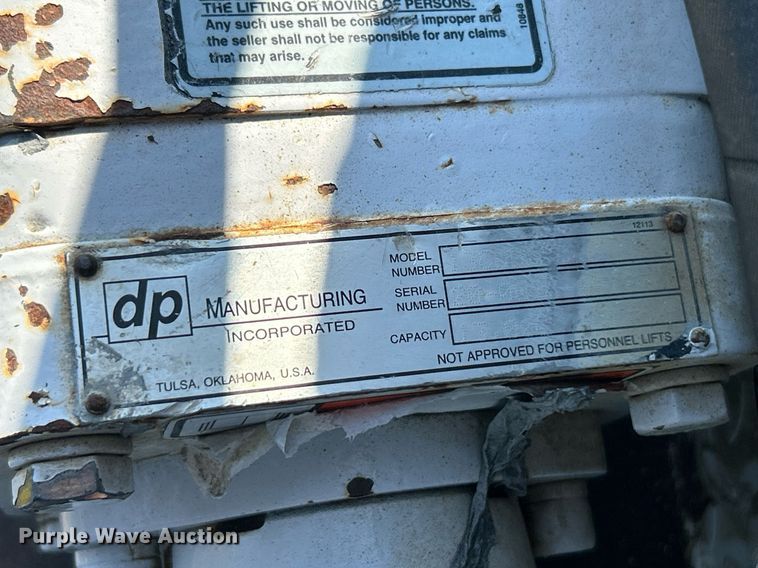 THE LIFTING OR MOVING OF PERSONS.
Any such use shall be considered improper and
the seller shall not be responsible for any claims
that may arise.
10848
12113
dp
MANUFACTURING
INCORPORATED
TULSA, OKLAHOMA, U.S.A.
MODEL
NUMBER
SERIAL
NUMBER
CAPACITY
NOT APPROVED FOR PERSONNEL LIFTS
Purple Wave Auction